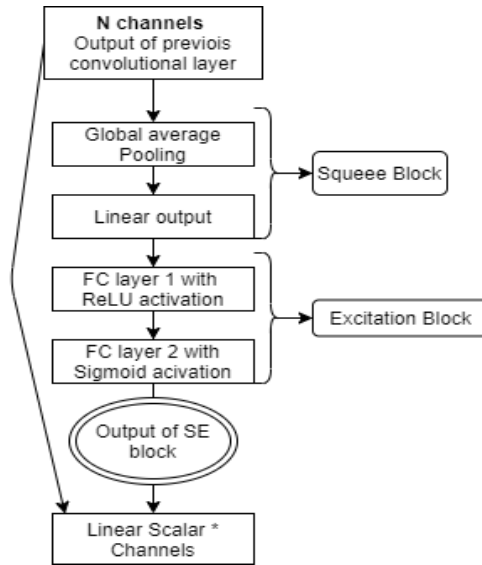 N channels
Output of previois
convolutional layer
Global average
Pooling
Squeee Block
Linear output
FC layer 1 with
ReLU activation
Excitation Block
FC layer 2 with
Sigmoid acivation
Output of SE
block
Linear Scalar *
Channels